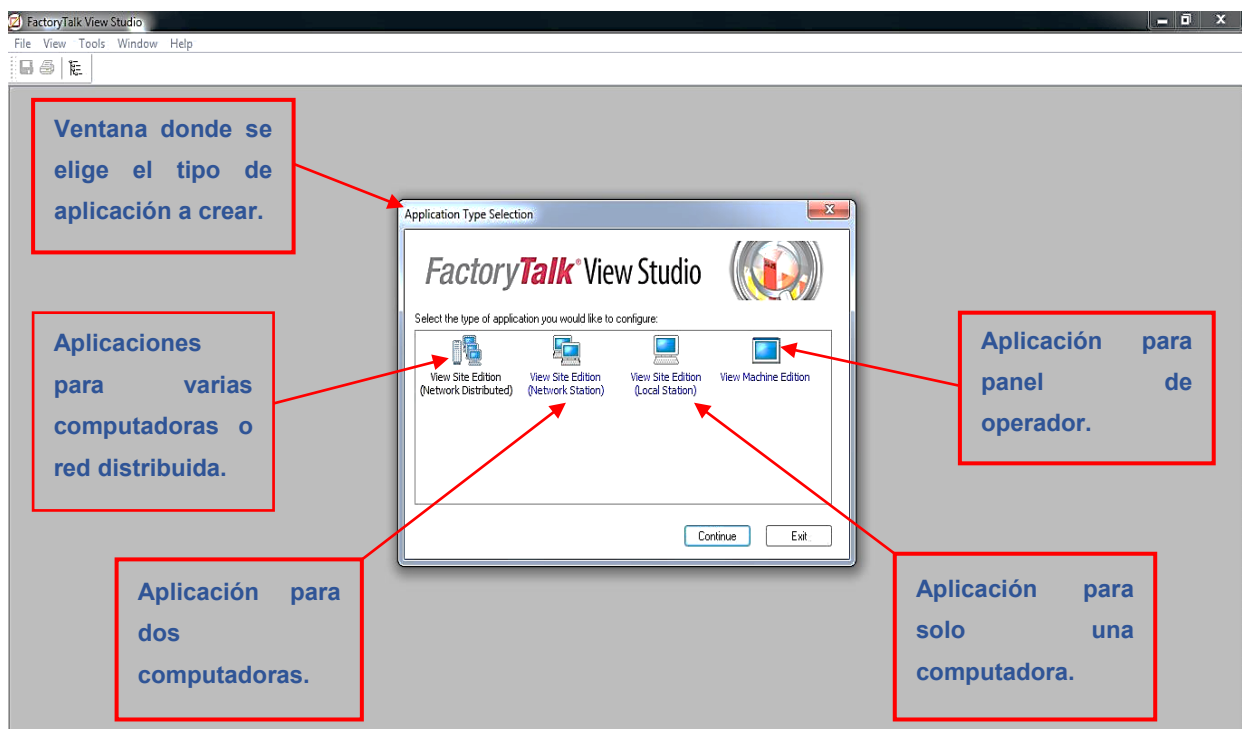 FactoryTalk View Studio
File View Tools Window Help
Ventana donde se
elige el tipo de
aplicación a crear.
Application Type Selection
FactoryTalk® View Studio
Select the type of application you would like to configure:
View Site Edition
(Network Distributed)
View Site Edition
(Network Station)
View Site Edition
(Local Station)
View Machine Edition
Continue
Exit
Aplicaciones
para varias
computadoras o
red distribuida.
Aplicación para
panel de
operador.
Aplicación para
dos
computadoras.
Aplicación para
solo una
computadora.